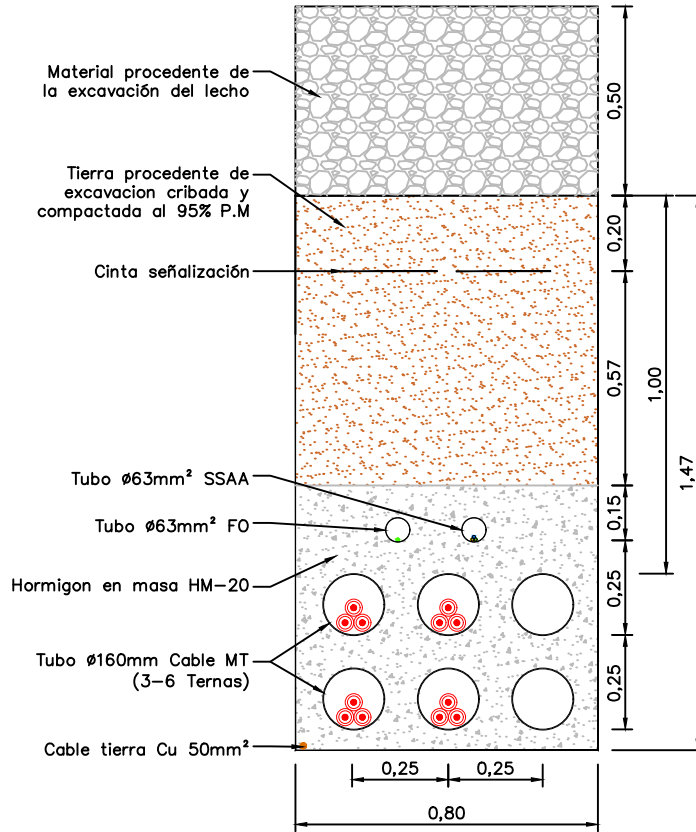 Material procedente de
la excavación del lecho
0,50
Tierra procedente de
excavacion cribada y
compactada al 95% P.M
0,20
Cinta señalización
0,57
1,00
1,47
Tubo Ø63mm² SSAA
0,15
Tubo Ø63mm² FO
Hormigon en masa HM-20
0,25
Tubo Ø160mm Cable MT
(3-6 Ternas)
0,25
Cable tierra Cu 50mm²
0,25
0,25
0,80